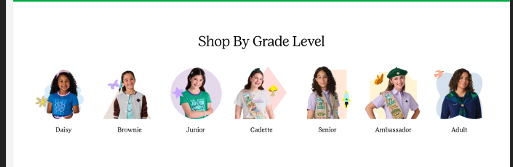 Shop By Grade Level
Daisy
Brownie
Junior
Cadette
Senior
Ambassador
Adult